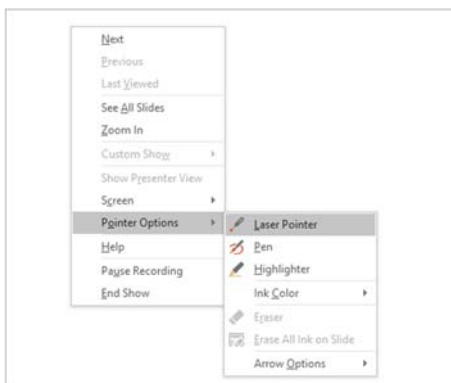 Next
Previous
Last Viewed
See All Slides
Zoom In
Custom Show
Show Presenter View
Screen
Pointer Options
Help
Pause Recording
End Show
Laser Pointer
Pen
Highlighter
Ink Color
Eraser
Erase All Ink on Slide
Arrow Options